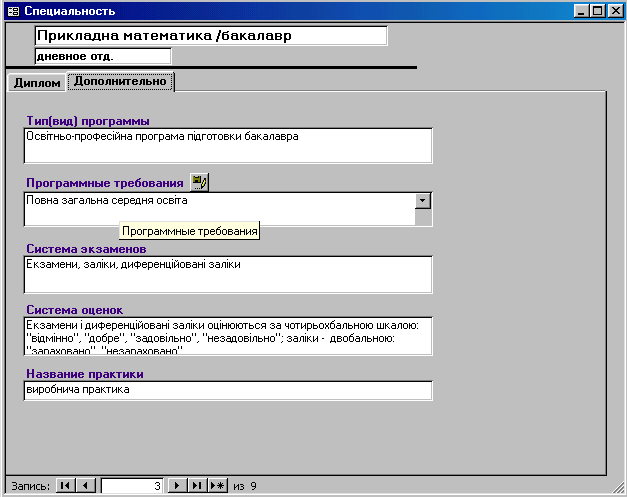 Специальность
Прикладна математика /бакалавр
дневное отд.
Диплом Дополнительно
Тип(вид) программы
Освітньо-професійна програма підготовки бакалавра
Программные требования
Повна загальна середня освіта
Программные требования
Система экзаменов
Екзамени, заліки, диференційовані заліки
Система оценок
Екзамени і диференційовані заліки оцінюються за чотирьохбальною шкалою:
"відмінно", "добре", "задовільно", "незадовільно"; заліки - двобальною:
"зараховано", "незараховано"
Название практики
виробнича практика
Запись: 3 из 9